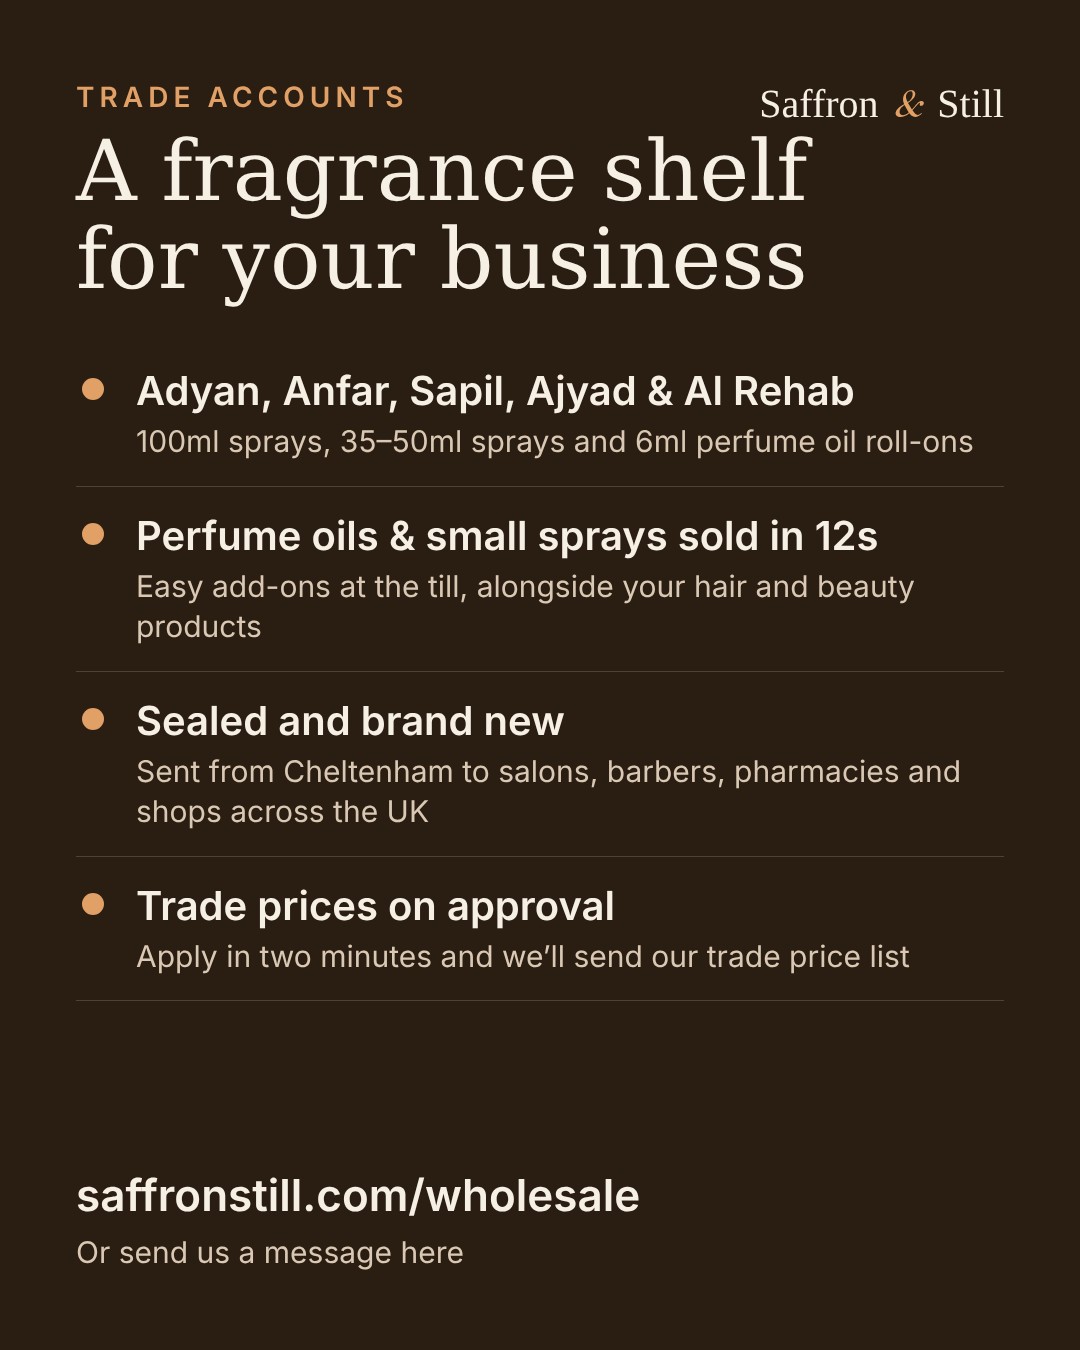 TRADE ACCOUNTS
Saffron & Still
A fragrance shelf
for your business
Adyan, Anfar, Sapil, Ajyad & Al Rehab
100ml sprays, 35–50ml sprays and 6ml perfume oil roll-ons
Perfume oils & small sprays sold in 12s
Easy add-ons at the till, alongside your hair and beauty
products
Sealed and brand new
Sent from Cheltenham to salons, barbers, pharmacies and
shops across the UK
Trade prices on approval
Apply in two minutes and we’ll send our trade price list
saffronstill.com/wholesale
Or send us a message here